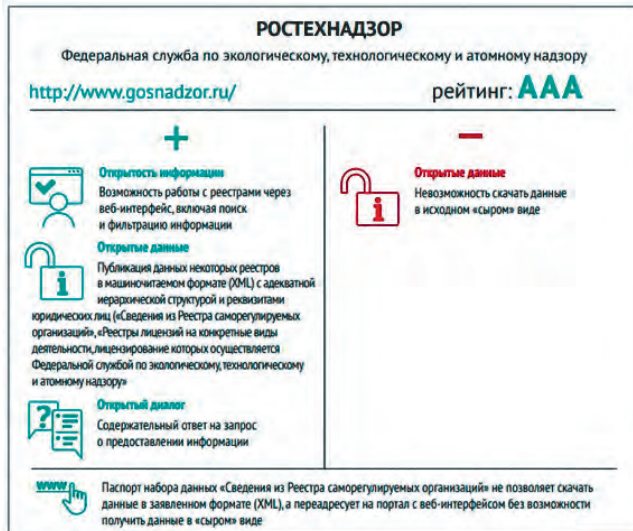 РОСТЕХНАДЗОР
Федеральная служба по экологическому, технологическому и атомному надзору
http://www.gosnadzor.ru/
рейтинг: AAA
+
Открытость информации
Возможность работы с реестрами через
веб-интерфейс, включая поиск
и фильтрацию информации
Открытые данные
Публикация данных некоторых реестров
в машиночитаемом формате (XML) с адекватной
иерархической структурой и реквизитами
юридических лиц («Сведения из Реестра саморегулируемых
организаций», «Реестры лицензий на конкретные виды
деятельности, лицензирование которых осуществляется
Федеральной службой по экологическому, технологическому
и атомному надзору»
Открытый диалог
Содержательный ответ на запрос
о предоставлении информации
–
Открытые данные
Невозможность скачать данные
в исходном «сыром» виде
www
Паспорт набора данных «Сведения из Реестра саморегулируемых организаций» не позволяет скачать
данные в заявленном формате (XML), а переадресует на портал с веб-интерфейсом без возможности
получить данные в «сыром» виде